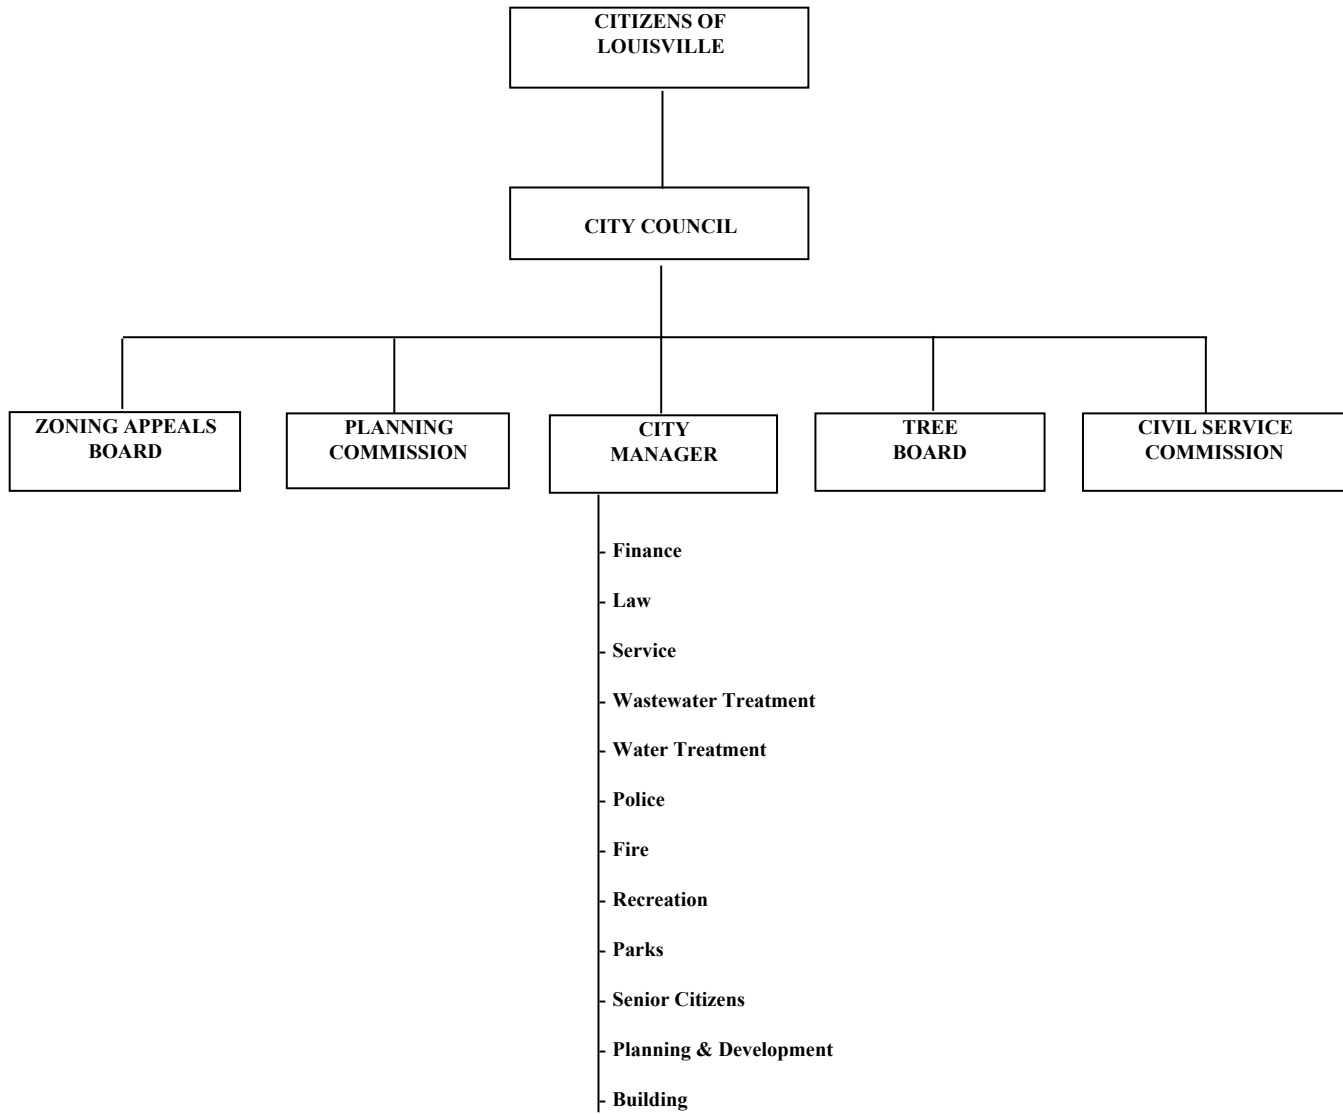 CITIZENS OF
LOUISVILLE
CITY COUNCIL
ZONING APPEALS
BOARD
PLANNING
COMMISSION
CITY
MANAGER
TREE
BOARD
CIVIL SERVICE
COMMISSION
- Finance
- Law
- Service
- Wastewater Treatment
- Water Treatment
- Police
- Fire
- Recreation
- Parks
- Senior Citizens
- Planning & Development
- Building